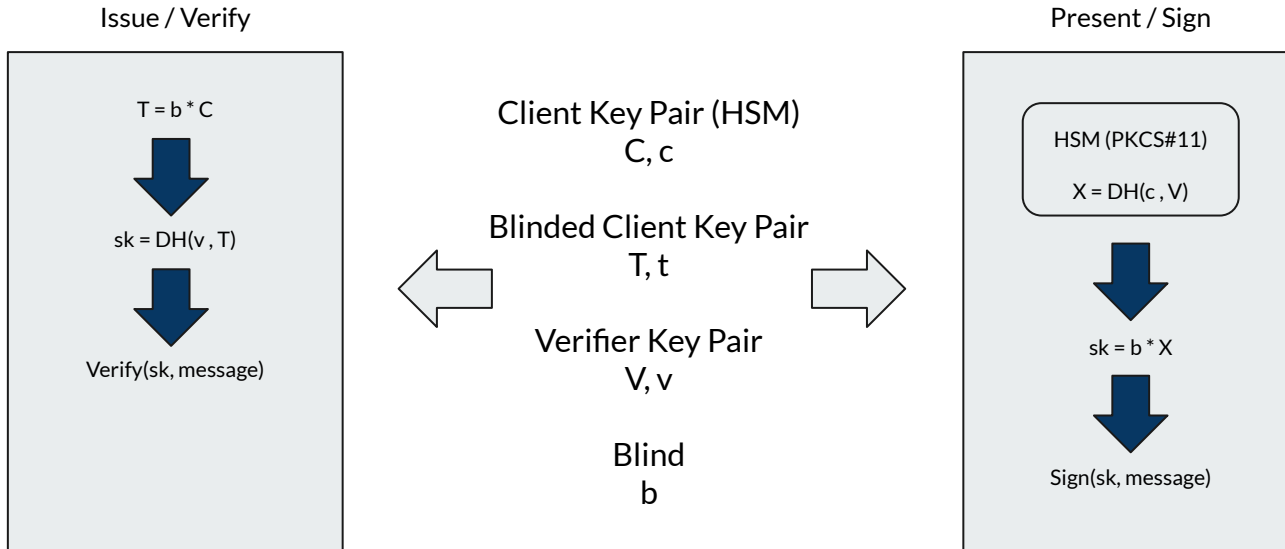 Issue / Verify
T = b * C
sk = DH(v , T)
Verify(sk, message)
Client Key Pair (HSM)
C, c
Blinded Client Key Pair
T, t
Verifier Key Pair
V, v
Blind
b
Present / Sign
HSM (PKCS#11)
X = DH(c , V)
sk = b * X
Sign(sk, message)